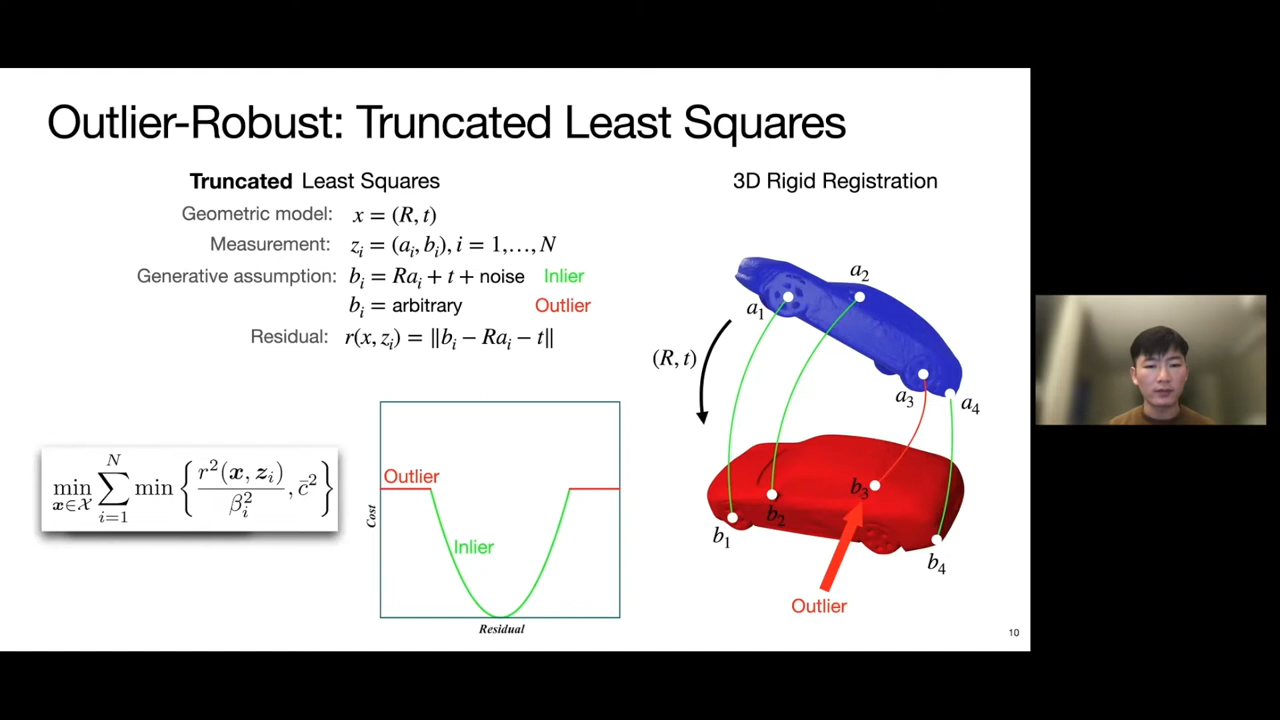 Outlier-Robust: Truncated Least Squares
Truncated Least Squares
Geometric model: x = (R, t)
Measurement: z_i = (a_i, b_i), i = 1,…, N
Generative assumption: b_i = Ra_i + t + noise Inlier
b_i = arbitrary Outlier
Residual: r(x, z_i) = ∥b_i − Ra_i − t∥
min_{x∈𝒳} ∑_{i=1}^{N} min { r²(x, z_i) / β_i², c̄² }
Outlier
Inlier
Cost
Residual
3D Rigid Registration
a_2
a_1
(R, t)
a_3
a_4
b_3
b_2
b_1
b_4
Outlier
10